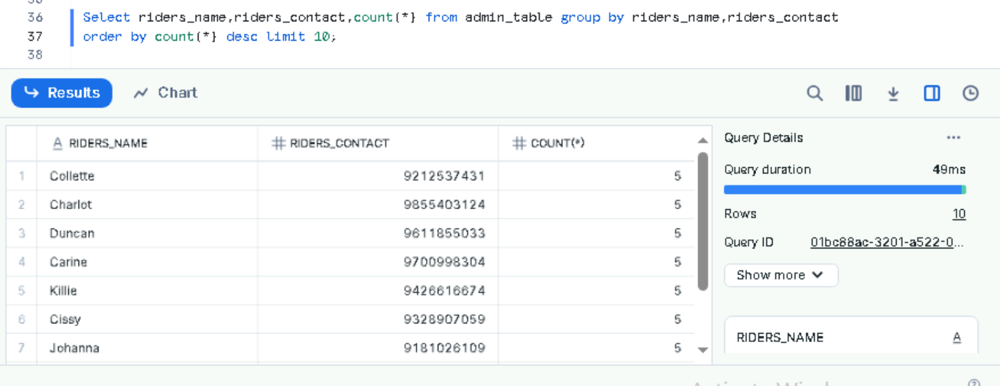 36 Select riders_name,riders_contact,count(*} from admin_table group by riders_name,riders_contact
37 order by count(*} desc limit 10;
38
Results Chart
RIDERS_NAME RIDERS_CONTACT COUNT(*)
1 Collette 9212537431 5
2 Charlot 9855403124 5
3 Duncan 9611855033 5
4 Carine 9700998304 5
5 Killie 9426616674 5
6 Cissy 9328907059 5
7 Johanna 9181026109 5
Query Details ...
Query duration 49ms
Rows 10
Query ID 01bc88ac-3201-a522-0...
Show more
RIDERS_NAME A